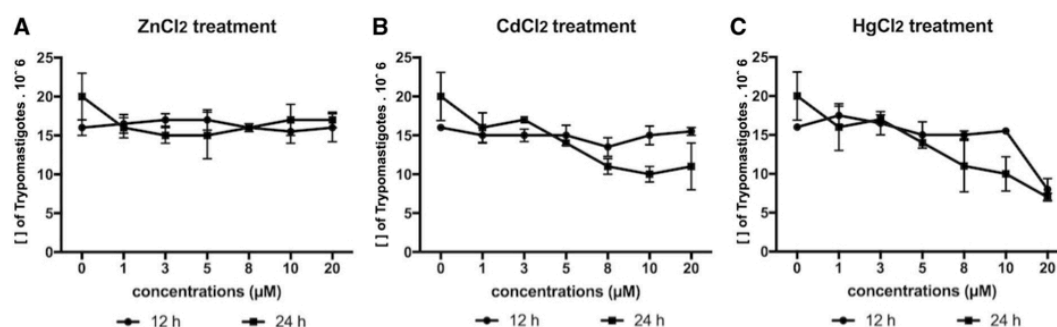 A
ZnCl2 treatment
[ ] of Trypomastigotes . 10^- 6
25
20
15
10
5
0
0 1 3 5 8 10 20
concentrations (µM)
12 h 24 h
B
CdCl2 treatment
[ ] of Trypomastigotes . 10^- 6
25
20
15
10
5
0
0 1 3 5 8 10 20
concentrations (µM)
12 h 24 h
C
HgCl2 treatment
[ ] of Trypomastigotes . 10^- 6
25
20
15
10
5
0
0 1 3 5 8 10 20
concentrations (µM)
12 h 24 h